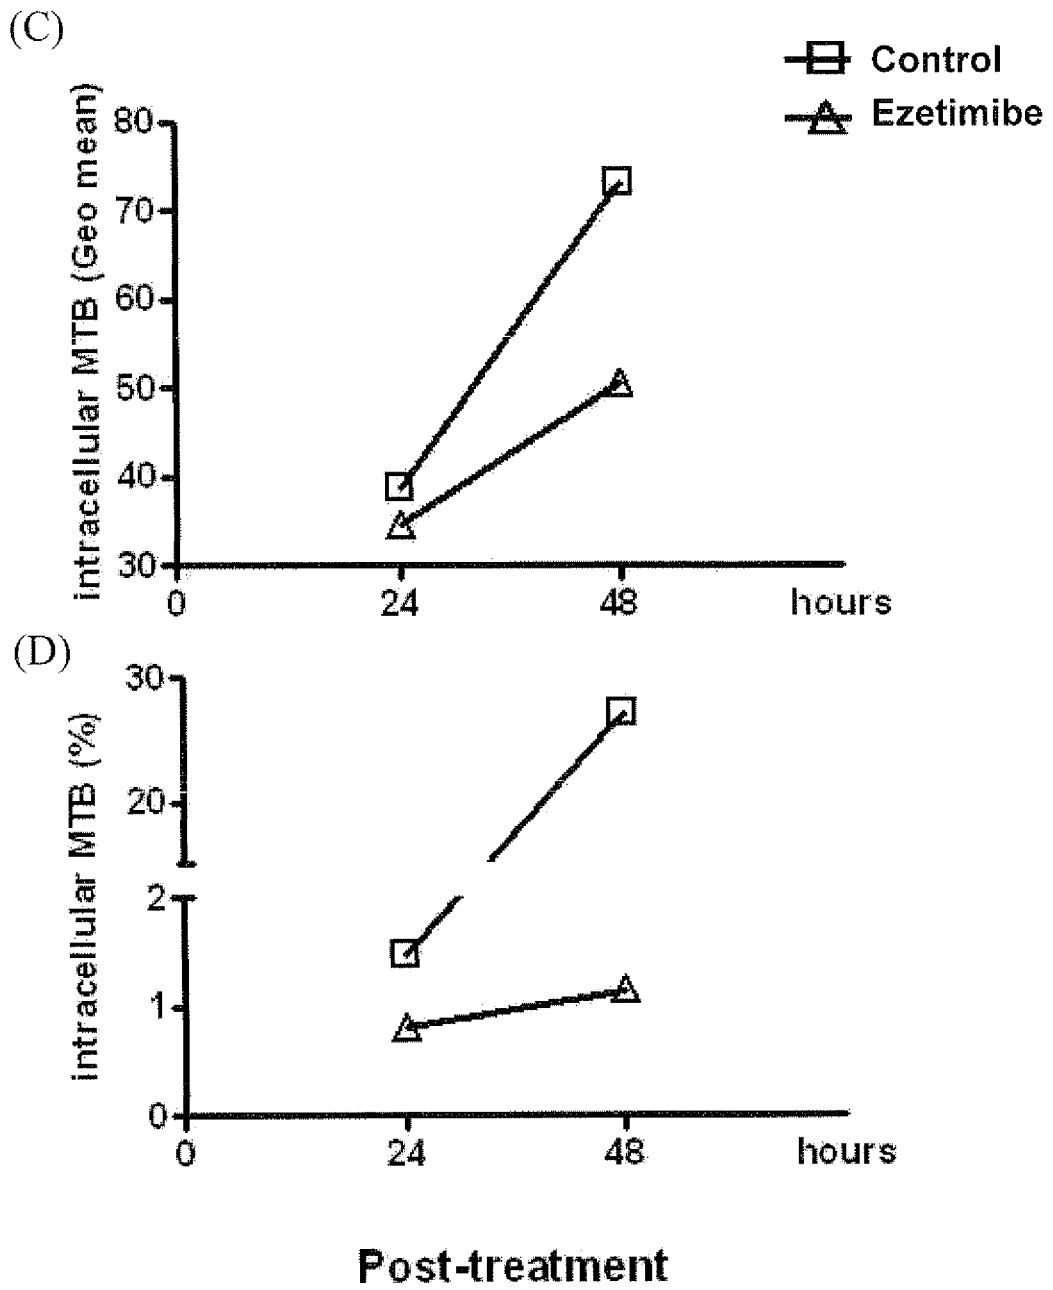 (C)
Control
Ezetimibe
intracellular MTB (Geo mean)
80
70
60
50
40
30
0 24 48 hours
(D)
intracellular MTB (%)
30
20
2
1
0
0 24 48 hours
Post-treatment